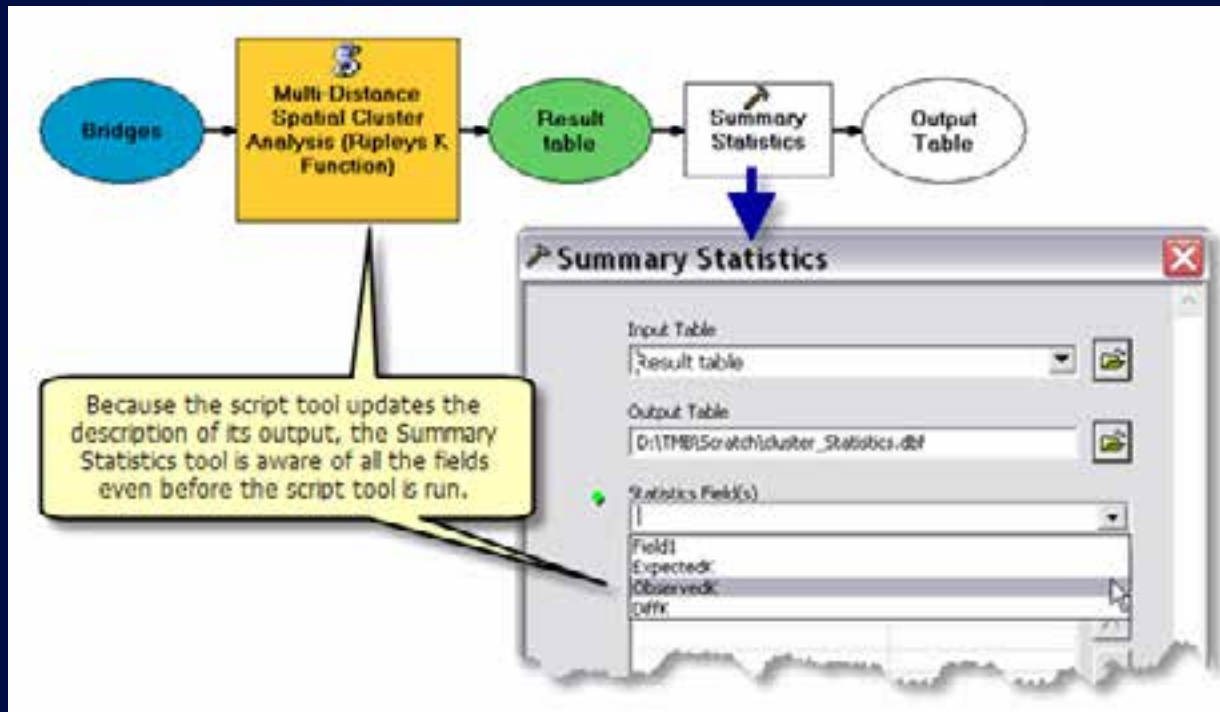 Bridges
Multi-Distance
Spatial Cluster
Analysis (Ripleys K
Function)
Result
table
Summary
Statistics
Output
Table
Summary Statistics
Input Table
Result table
Output Table
D:\TMB\Scratch\cluster_Statistics.dbf
Statistics Field(s)
Field1
ExpectedK
ObservedK
DiffK
Because the script tool updates the
description of its output, the Summary
Statistics tool is aware of all the fields
even before the script tool is run.